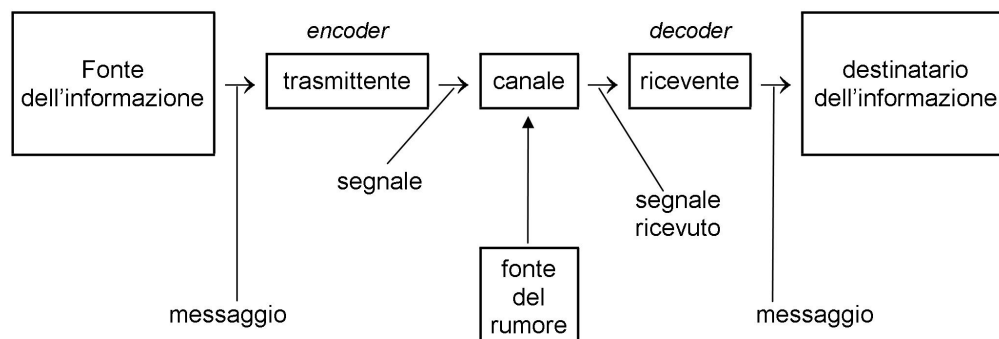 encoder
decoder
Fonte
dell'informazione
trasmittente
canale
ricevente
destinatario
dell'informazione
segnale
segnale
ricevuto
fonte
del
rumore
messaggio
messaggio